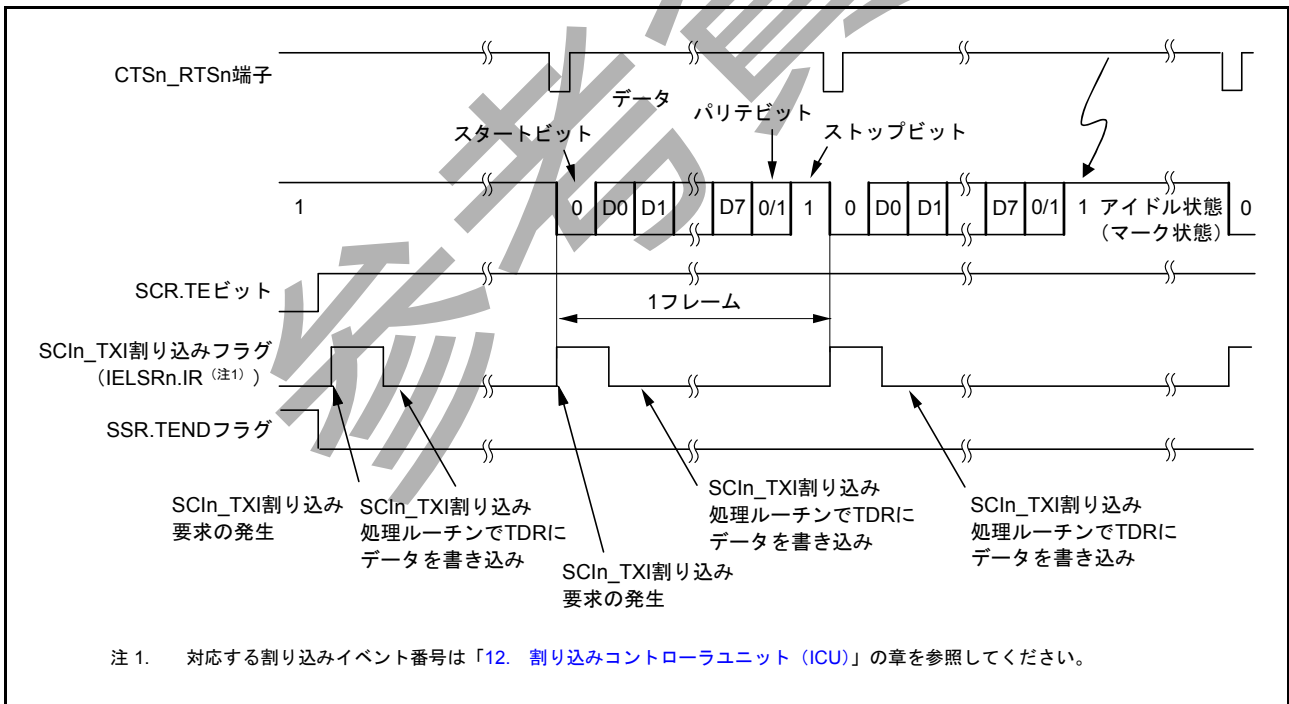 CTSn_RTSn端子
データ
パリテビット
スタートビット
ストップビット
1
0 D0 D1 D7 0/1 1 0 D0 D1 D7 0/1 1 アイドル状態 0
（マーク状態）
SCR.TEビット
1フレーム
SCIn_TXI割り込みフラグ
（IELSRn.IR（注1））
SSR.TENDフラグ
SCIn_TXI割り込み
要求の発生
SCIn_TXI割り込み
処理ルーチンでTDRに
データを書き込み
SCIn_TXI割り込み
要求の発生
SCIn_TXI割り込み
処理ルーチンでTDRに
データを書き込み
SCIn_TXI割り込み
処理ルーチンでTDRに
データを書き込み
注 1. 対応する割り込みイベント番号は「12. 割り込みコントローラユニット（ICU）」の章を参照してください。
参考資